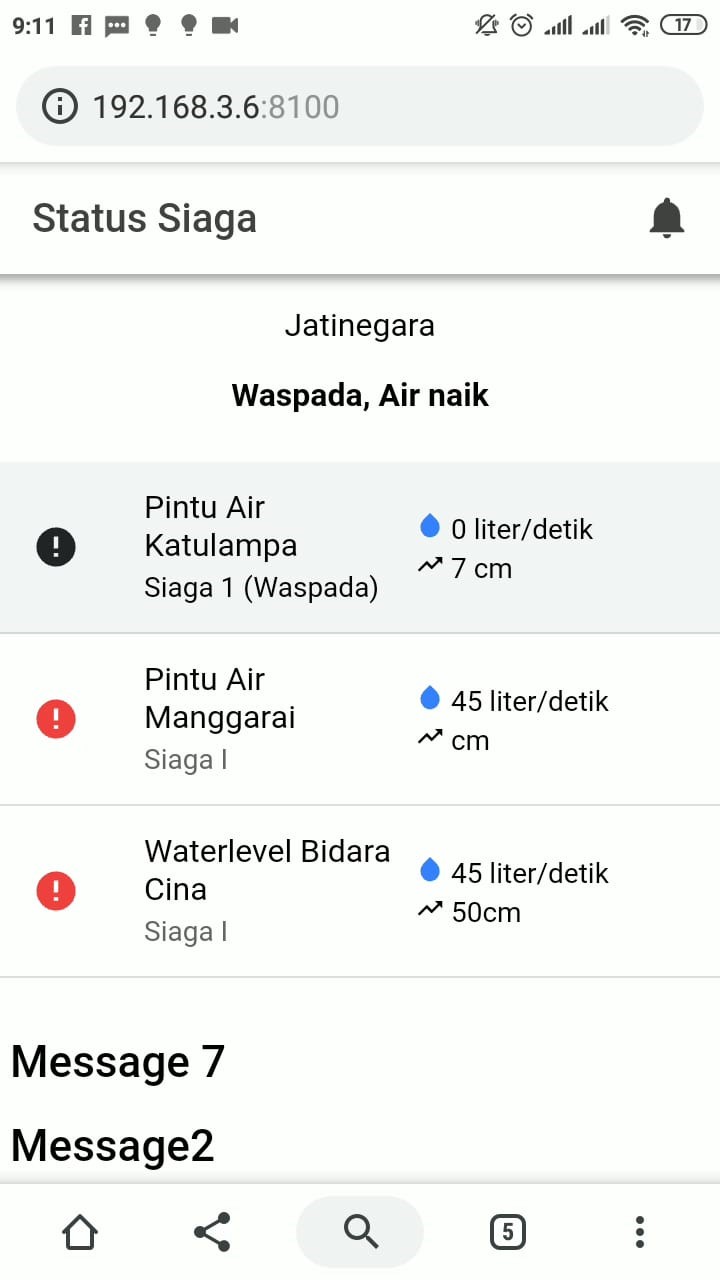 9:11
17
192.168.3.6:8100
Status Siaga
Jatinegara
Waspada, Air naik
Pintu Air
Katulampa
Siaga 1 (Waspada)
0 liter/detik
7 cm
Pintu Air
Manggarai
Siaga I
45 liter/detik
cm
Waterlevel Bidara
Cina
Siaga I
45 liter/detik
50cm
Message 7
Message2
5